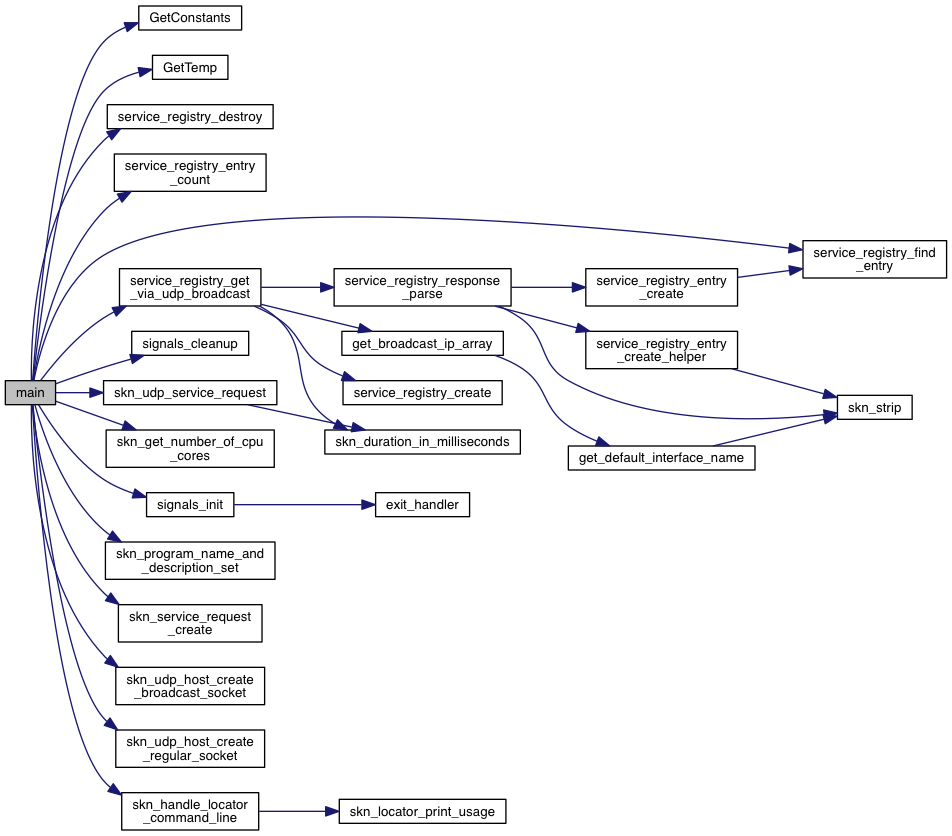 GetConstants
GetTemp
service_registry_destroy
service_registry_entry
_count
service_registry_find
_entry
service_registry_get
_via_udp_broadcast
service_registry_response
_parse
service_registry_entry
_create
signals_cleanup
get_broadcast_ip_array
service_registry_entry
_create_helper
main
skn_udp_service_request
service_registry_create
skn_strip
skn_get_number_of_cpu
_cores
skn_duration_in_milliseconds
get_default_interface_name
signals_init
exit_handler
skn_program_name_and
_description_set
skn_service_request
_create
skn_udp_host_create
_broadcast_socket
skn_udp_host_create
_regular_socket
skn_handle_locator
_command_line
skn_locator_print_usage